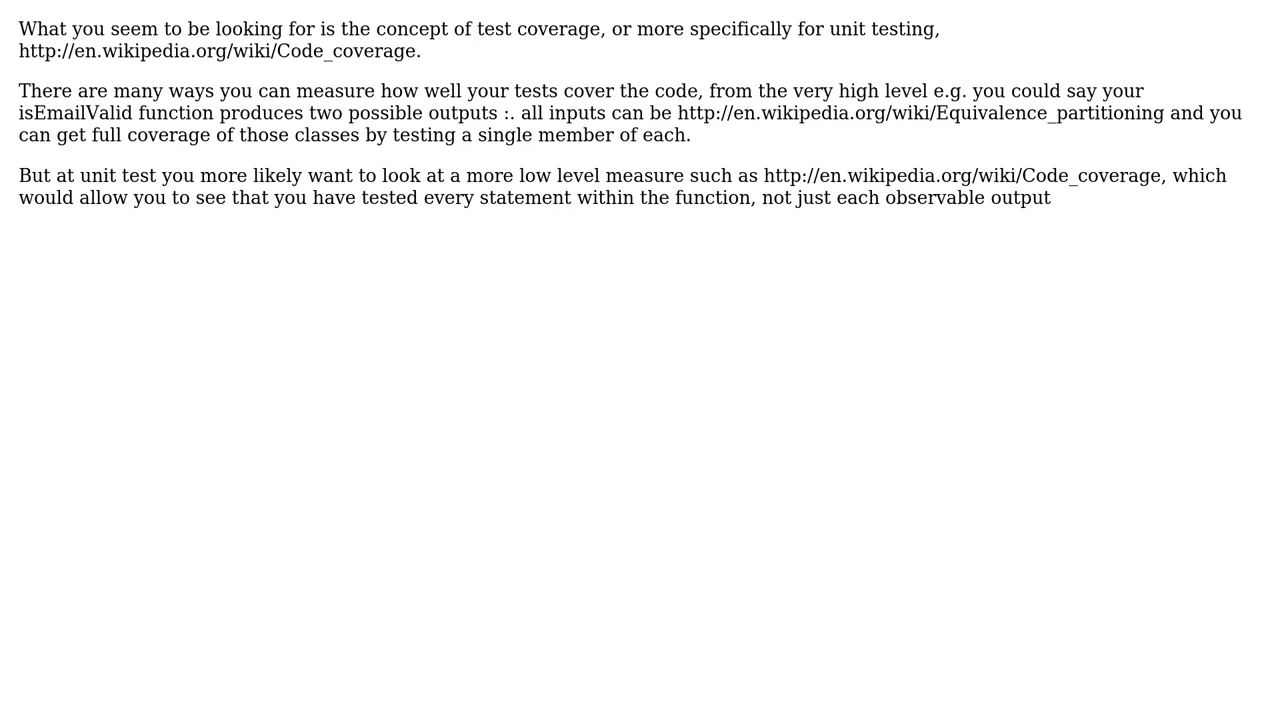 What you seem to be looking for is the concept of test coverage, or more specifically for unit testing,
http://en.wikipedia.org/wiki/Code_coverage.
There are many ways you can measure how well your tests cover the code, from the very high level e.g. you could say your
isEmailValid function produces two possible outputs :. all inputs can be http://en.wikipedia.org/wiki/Equivalence_partitioning and you
can get full coverage of those classes by testing a single member of each.
But at unit test you more likely want to look at a more low level measure such as http://en.wikipedia.org/wiki/Code_coverage, which
would allow you to see that you have tested every statement within the function, not just each observable output